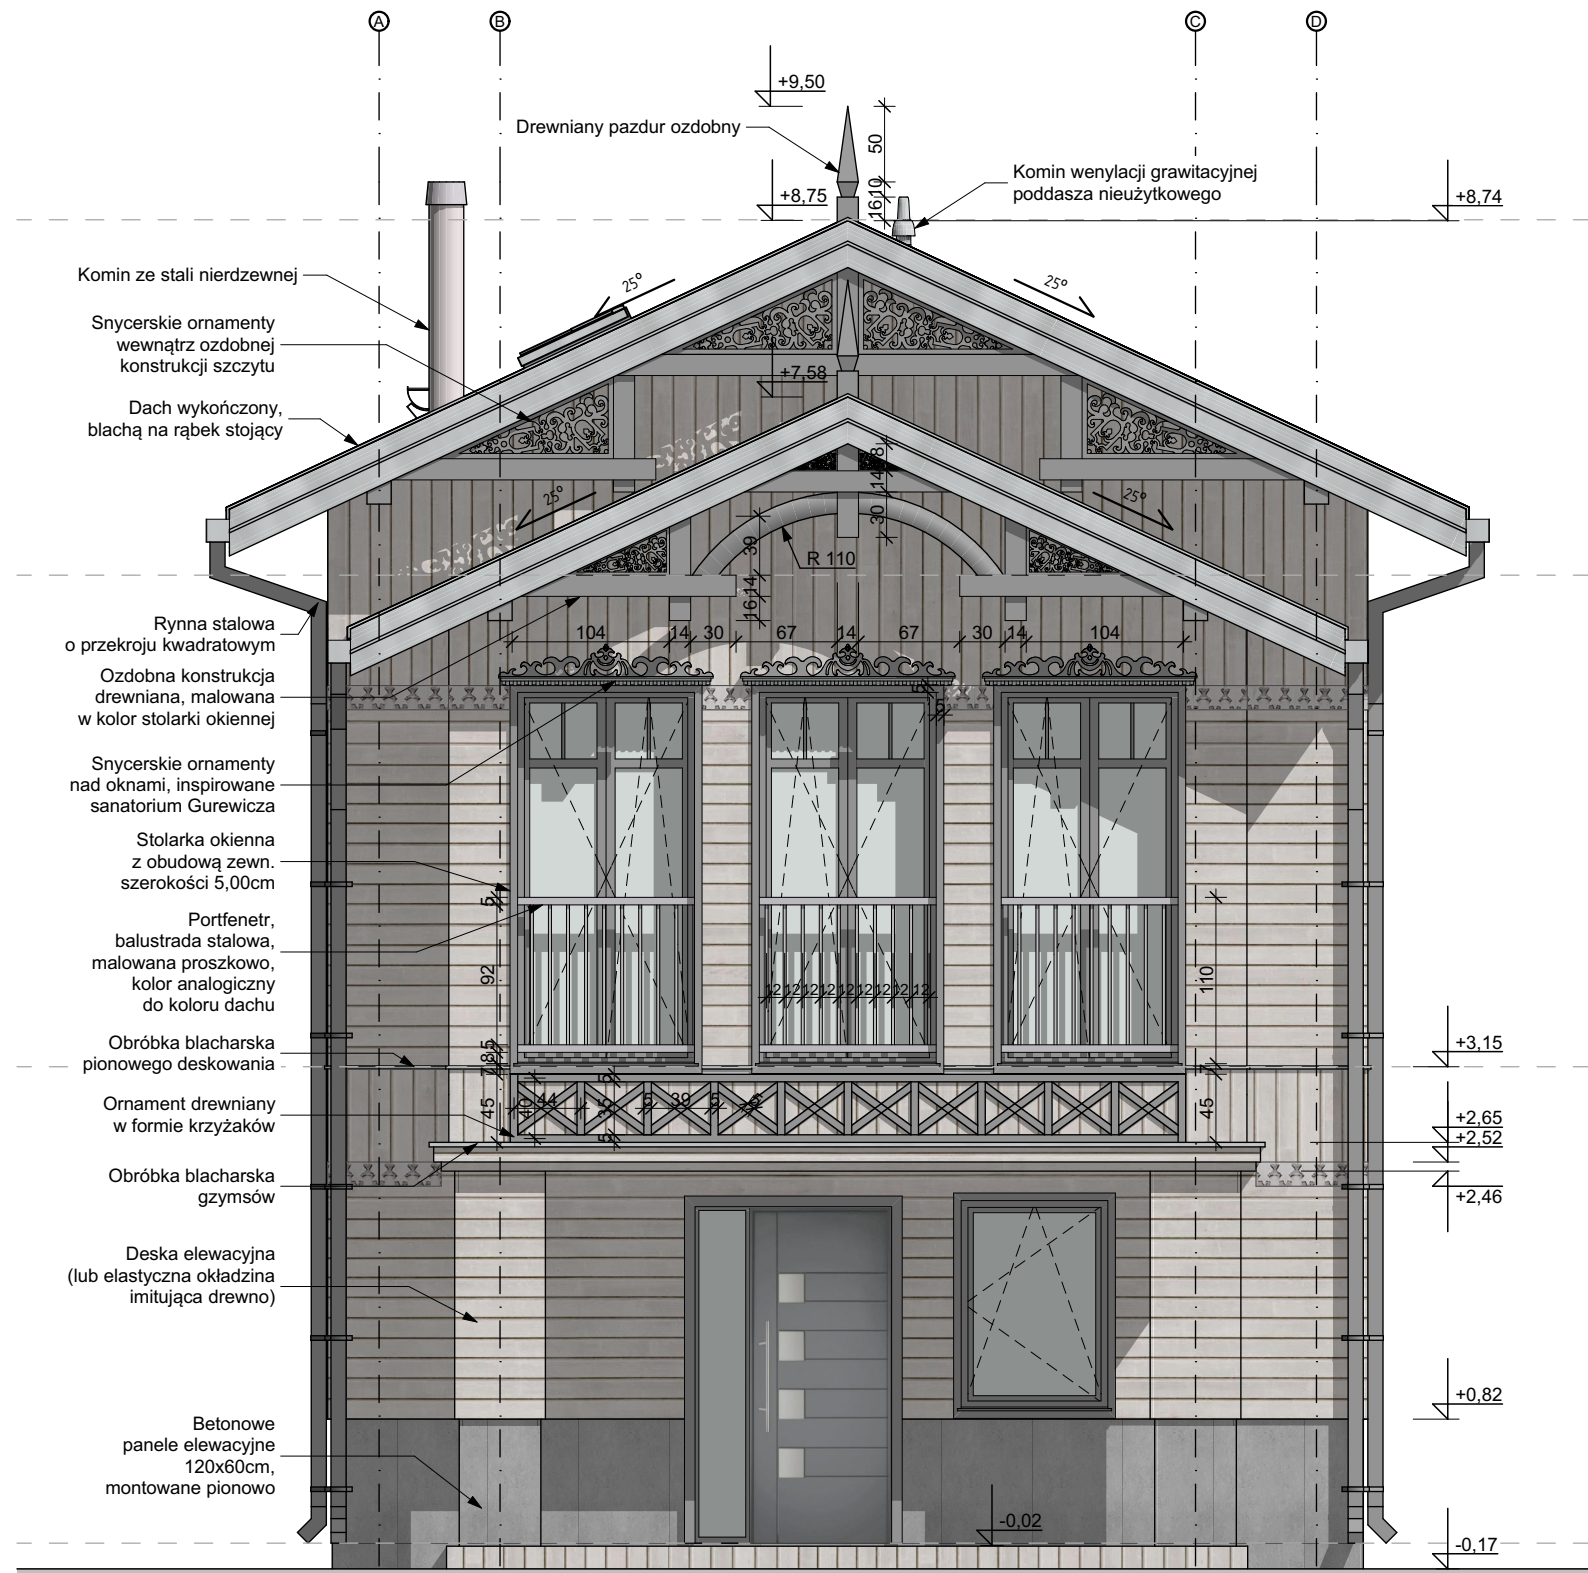 A
B
C
D
+9,50
Drewniany pazdur ozdobny
50
10
16
+8,75
Komin wenylacji grawitacyjnej
poddasza nieużytkowego
+8,74
Komin ze stali nierdzewnej
25°
25°
Snycerskie ornamenty
wewnątrz ozdobnej
konstrukcji szczytu
+7,58
Dach wykończony,
blachą na rąbek stojący
8
14
30
25°
25°
39
14
16
R 110
Rynna stalowa
o przekroju kwadratowym
104
14
30
67
14
67
30
14
104
Ozdobna konstrukcja
drewniana, malowana
w kolor stolarki okiennej
5
5
Snycerskie ornamenty
nad oknami, inspirowane
sanatorium Gurewicza
Stolarka okienna
z obudową zewn.
szerokości 5,00cm
5
Portfenetr,
balustrada stalowa,
malowana proszkowo,
kolor analogiczny
do koloru dachu
92
12 12 12 12 12 12 12 12 12
110
Obróbka blacharska
pionowego deskowania
5
8
7
7
+3,15
Ornament drewniany
w formie krzyżaków
45
40
44
5
35
5
5
39
5
6
45
+2,65
+2,52
Obróbka blacharska
gzymsów
+2,46
Deska elewacyjna
(lub elastyczna okładzina
imitująca drewno)
+0,82
Betonowe
panele elewacyjne
120x60cm,
montowane pionowo
-0,02
-0,17